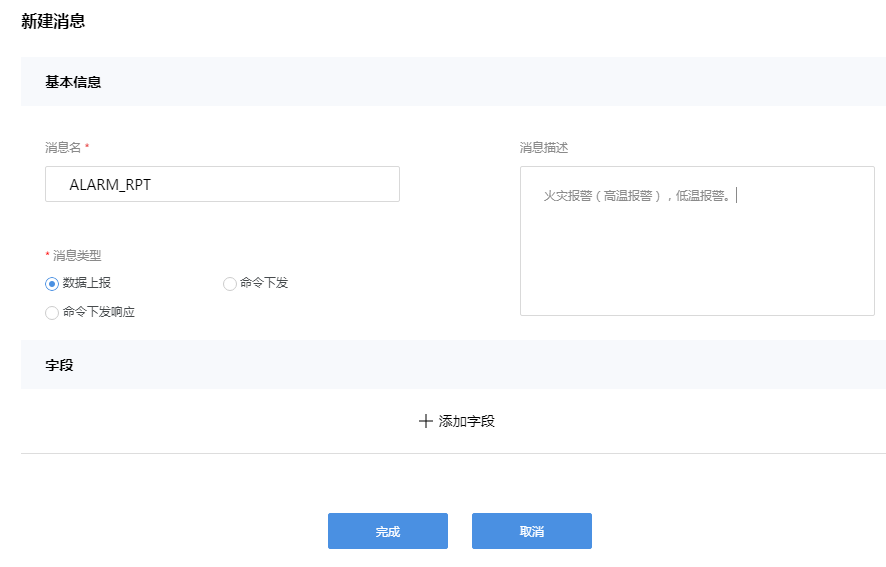 新建消息
基本信息
消息名 *
消息描述
ALARM_RPT
火灾报警（高温报警），低温报警。
* 消息类型
数据上报
命令下发
命令下发响应
字段
添加字段
完成
取消